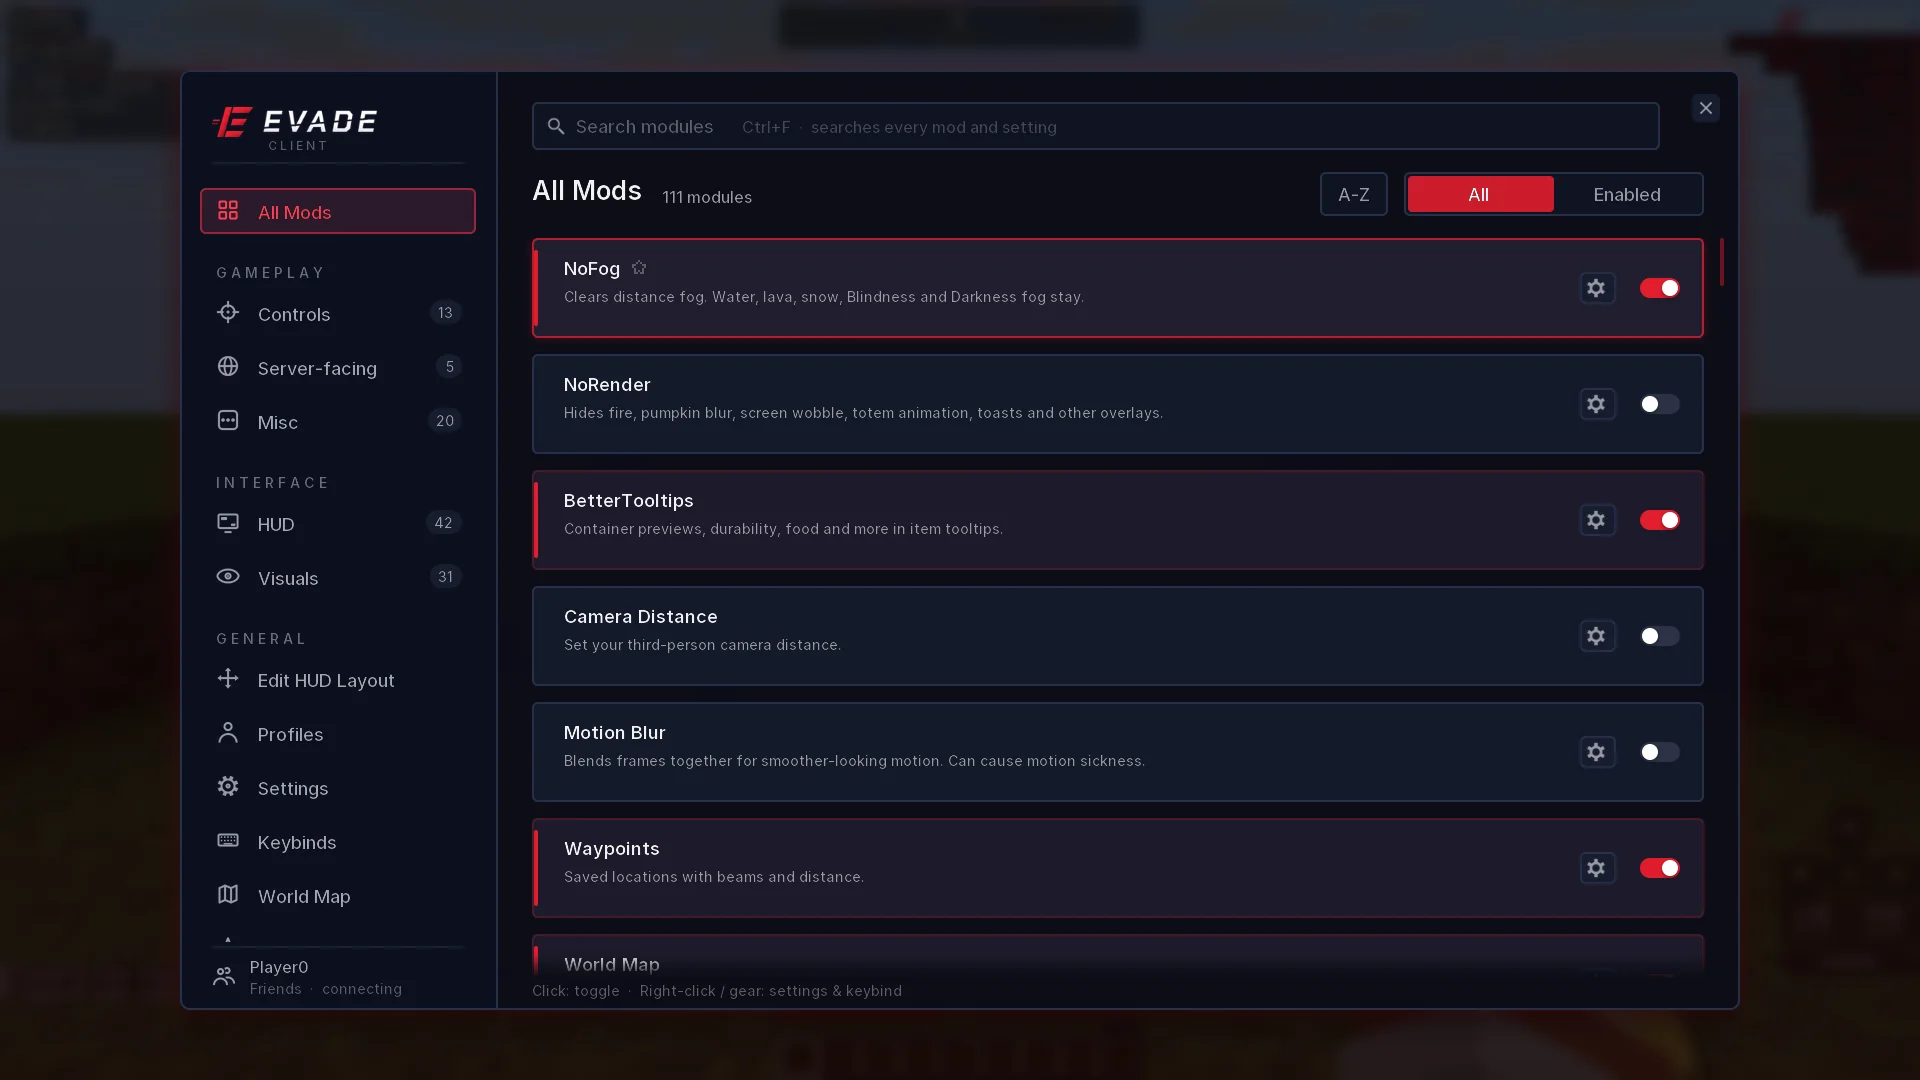 EVADE
CLIENT
All Mods
GAMEPLAY
Controls 13
Server-facing 5
Misc 20
INTERFACE
HUD 42
Visuals 31
GENERAL
Edit HUD Layout
Profiles
Settings
Keybinds
World Map
Player0
Friends · connecting
Search modules Ctrl+F · searches every mod and setting
All Mods 111 modules
A-Z All Enabled
NoFog
Clears distance fog. Water, lava, snow, Blindness and Darkness fog stay.
NoRender
Hides fire, pumpkin blur, screen wobble, totem animation, toasts and other overlays.
BetterTooltips
Container previews, durability, food and more in item tooltips.
Camera Distance
Set your third-person camera distance.
Motion Blur
Blends frames together for smoother-looking motion. Can cause motion sickness.
Waypoints
Saved locations with beams and distance.
World Map
Click: toggle · Right-click / gear: settings & keybind